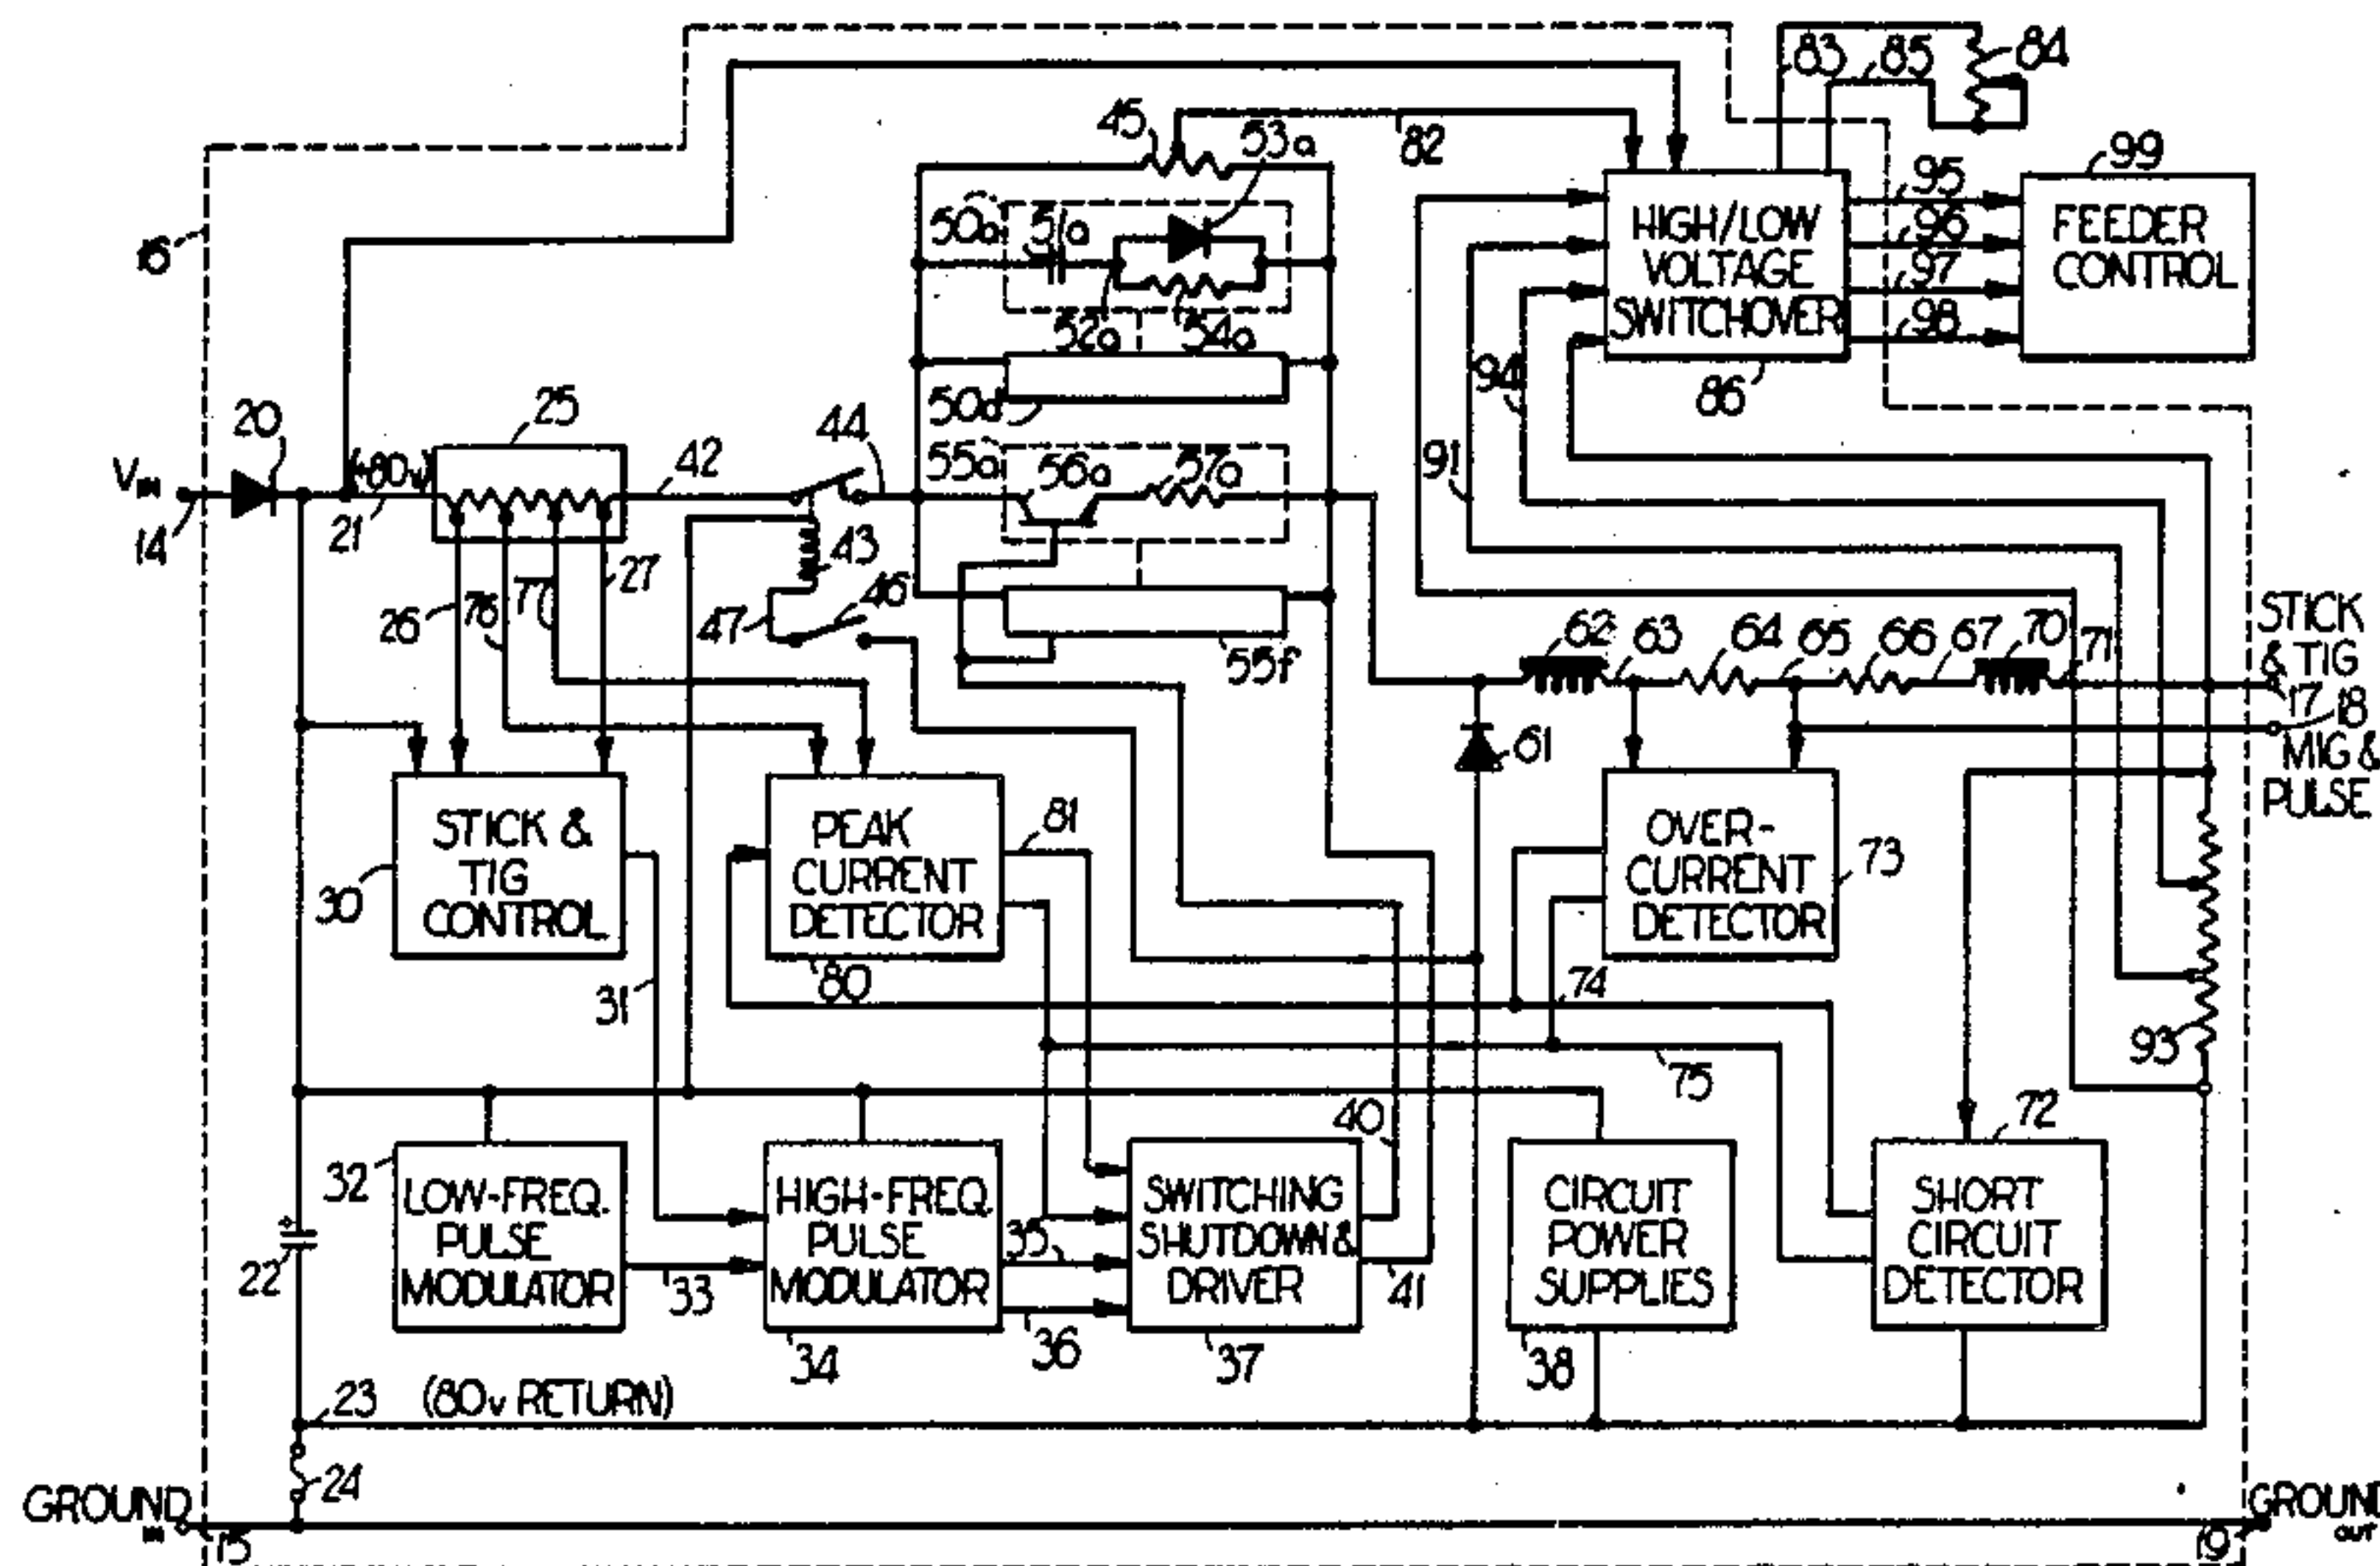 83
85
84
45
53a
82
99
95
96
97
98
HIGH/LOW
VOLTAGE
SWITCHOVER
FEEDER
CONTROL
50a
51a
16
52a
54a
94
86
20
25
50d
44
(+80v)
42
55a
56a
57a
91
VIN
14
21
43
27
26
76
77
47
46
55f
62
63
64
65
66
67
70
71
STICK
& TIG
17
18
MIG &
PULSE
61
STICK &
TIG
CONTROL
30
PEAK
CURRENT
DETECTOR
81
80
OVER-
CURRENT
DETECTOR
73
31
74
93
75
40
72
32
LOW-FREQ.
PULSE
MODULATOR
33
HIGH-FREQ.
PULSE
MODULATOR
34
35
36
SWITCHING
SHUTDOWN &
DRIVER
37
41
CIRCUIT
POWER
SUPPLIES
38
SHORT
CIRCUIT
DETECTOR
22
23
(80v RETURN)
24
GROUND
IN
15
19
GROUND
OUT